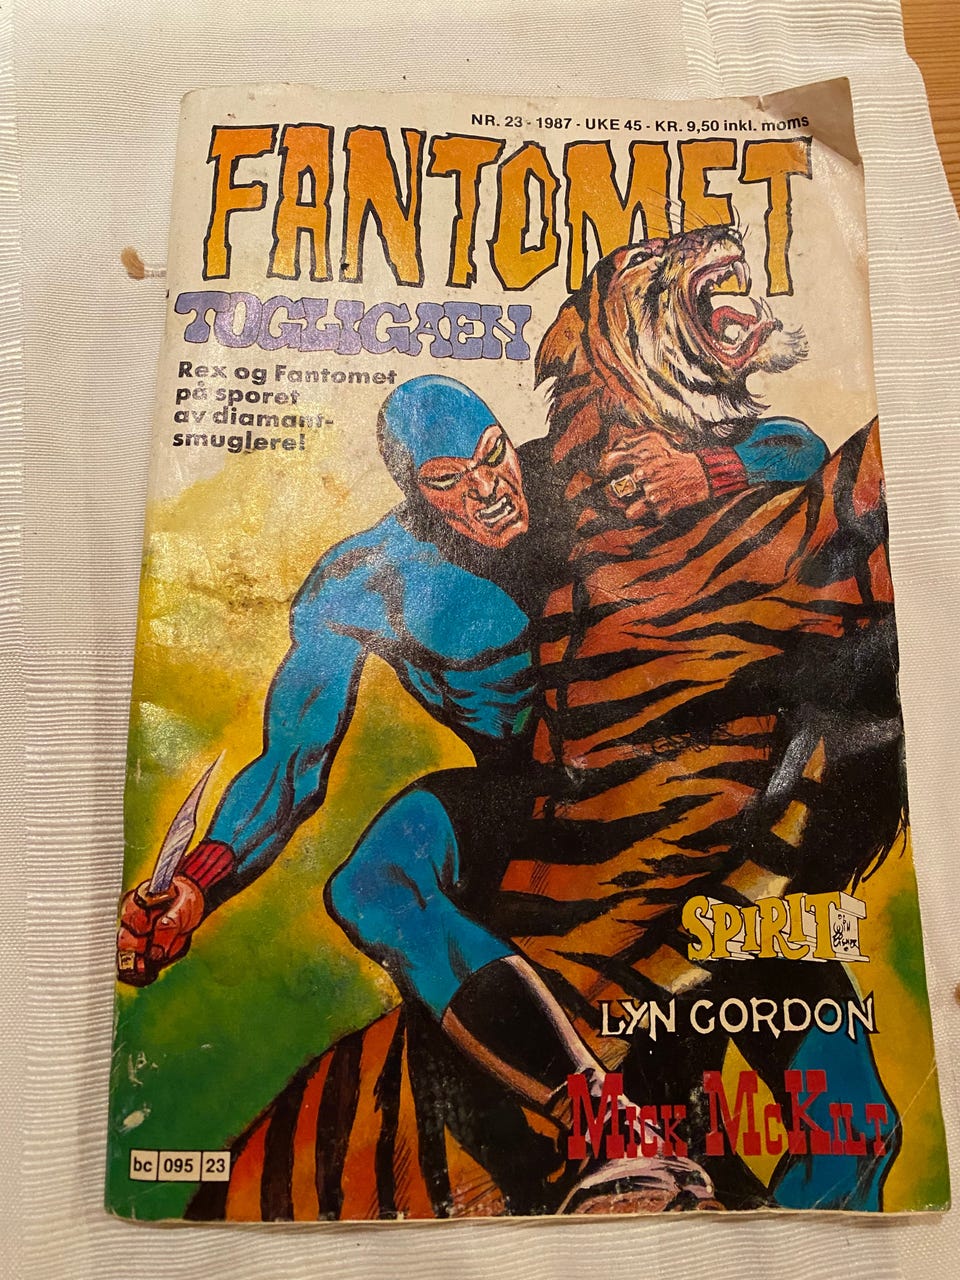 NR. 23 - 1987 - UKE 45 - KR. 9,50 inkl. moms
FANTOMET
TOGLIGAEN
Rex og Fantomet
på sporet
av diamant-
smuglere!
SPIRIT
LYN GORDON
MICK MCKILT
bc 095 23